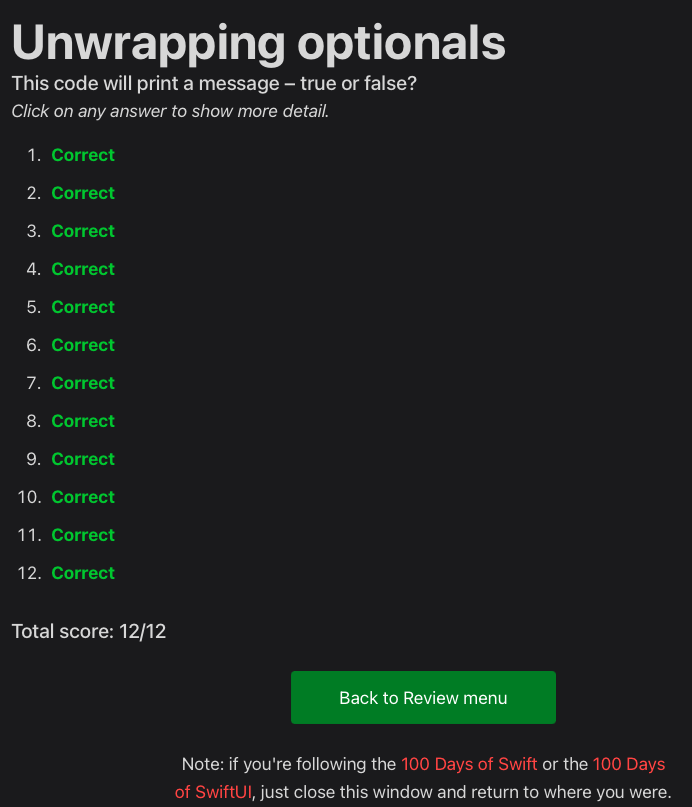 Unwrapping optionals
This code will print a message – true or false?
Click on any answer to show more detail.
1. Correct
2. Correct
3. Correct
4. Correct
5. Correct
6. Correct
7. Correct
8. Correct
9. Correct
10. Correct
11. Correct
12. Correct
Total score: 12/12
Back to Review menu
Note: if you're following the 100 Days of Swift or the 100 Days
of SwiftUI, just close this window and return to where you were.